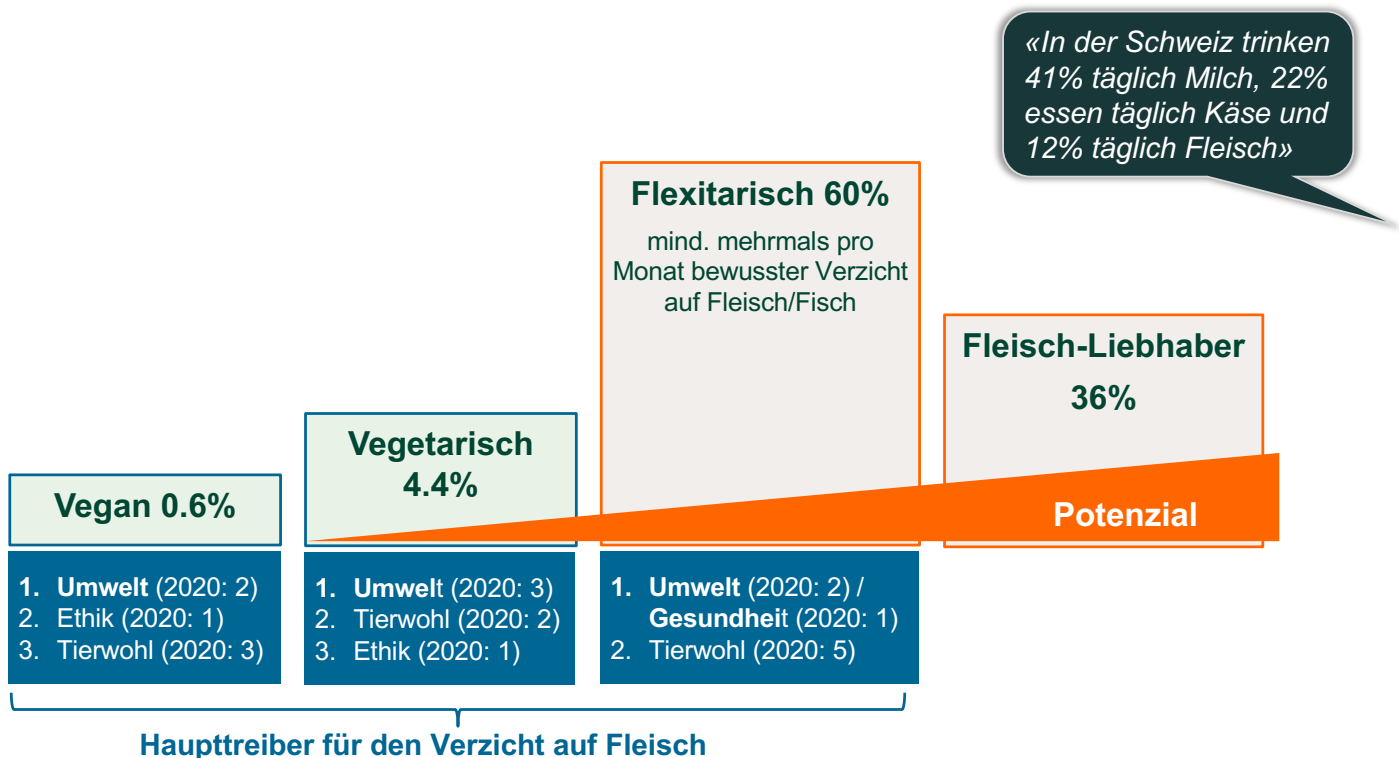 «In der Schweiz trinken
41% täglich Milch, 22%
essen täglich Käse und
12% täglich Fleisch»
Flexitarisch 60%
mind. mehrmals pro
Monat bewusster Verzicht
auf Fleisch/Fisch
Fleisch-Liebhaber
36%
Vegetarisch
4.4%
Vegan 0.6%
Potenzial
1. Umwelt (2020: 2)
2. Ethik (2020: 1)
3. Tierwohl (2020: 3)
1. Umwelt (2020: 3)
2. Tierwohl (2020: 2)
3. Ethik (2020: 1)
1. Umwelt (2020: 2) /
Gesundheit (2020: 1)
2. Tierwohl (2020: 5)
Haupttreiber für den Verzicht auf Fleisch